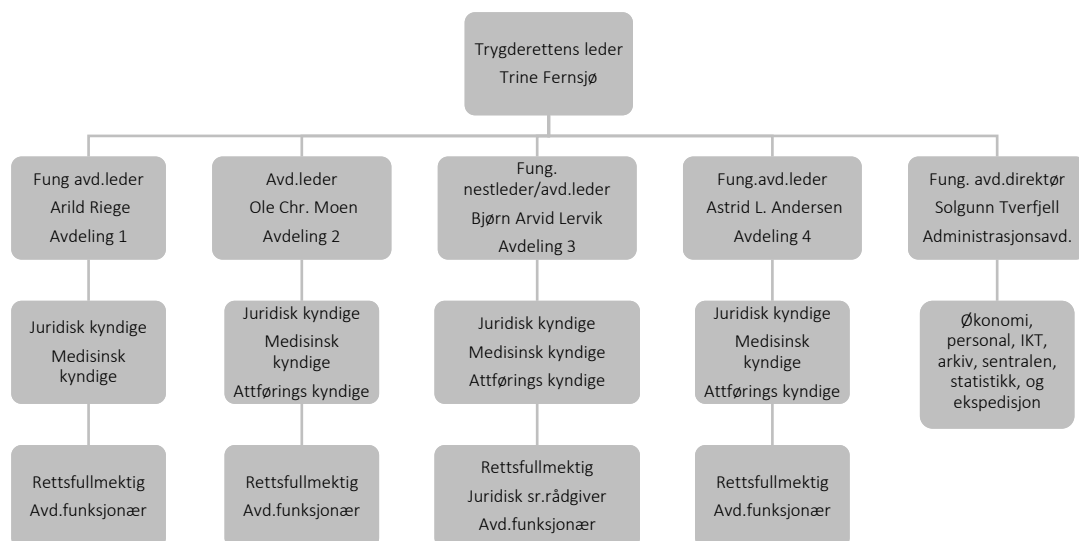 Trygderettens leder
Trine Fernsjø
Fung avd.leder
Arild Riege
Avdeling 1
Avd.leder
Ole Chr. Moen
Avdeling 2
Fung.
nestleder/avd.leder
Bjørn Arvid Lervik
Avdeling 3
Fung.avd.leder
Astrid L. Andersen
Avdeling 4
Fung. avd.direktør
Solgunn Tverfjell
Administrasjonsavd.
Juridisk kyndige
Medisinsk
kyndige
Juridisk kyndige
Medisinsk
kyndige
Attførings kyndige
Juridisk kyndige
Medisinsk kyndige
Attførings kyndige
Juridisk kyndige
Medisinsk
kyndige
Attførings kyndige
Økonomi,
personal, IKT,
arkiv, sentralen,
statistikk, og
ekspedisjon
Rettsfullmektig
Avd.funksjonær
Rettsfullmektig
Avd.funksjonær
Rettsfullmektig
Juridisk sr.rådgiver
Avd.funksjonær
Rettsfullmektig
Avd.funksjonær